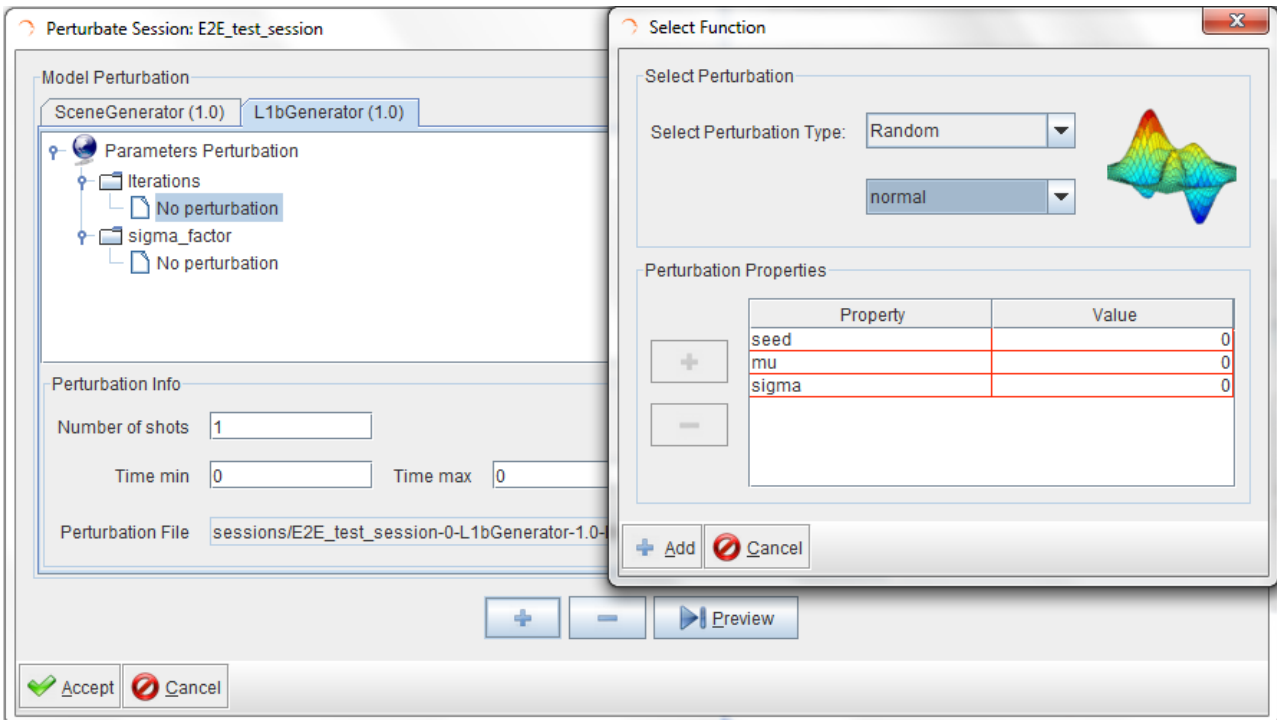 Perturbate Session: E2E_test_session
Model Perturbation
SceneGenerator (1.0) L1bGenerator (1.0)
Parameters Perturbation
Iterations
No perturbation
sigma_factor
No perturbation
Perturbation Info
Number of shots 1
Time min 0 Time max 0
Perturbation File sessions/E2E_test_session-0-L1bGenerator-1.0-
Preview
Accept Cancel
Select Function
Select Perturbation
Select Perturbation Type: Random
normal
Perturbation Properties
Property Value
seed 0
mu 0
sigma 0
Add Cancel